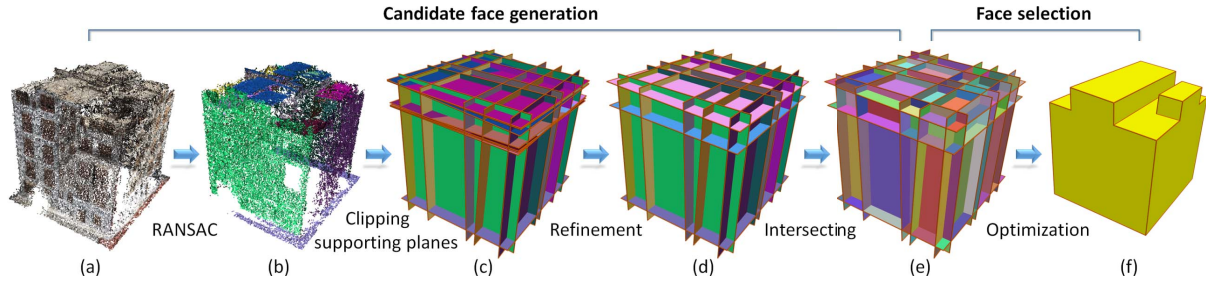 Candidate face generation
Face selection
RANSAC
Clipping
supporting planes
Refinement
Intersecting
Optimization
(a)
(b)
(c)
(d)
(e)
(f)